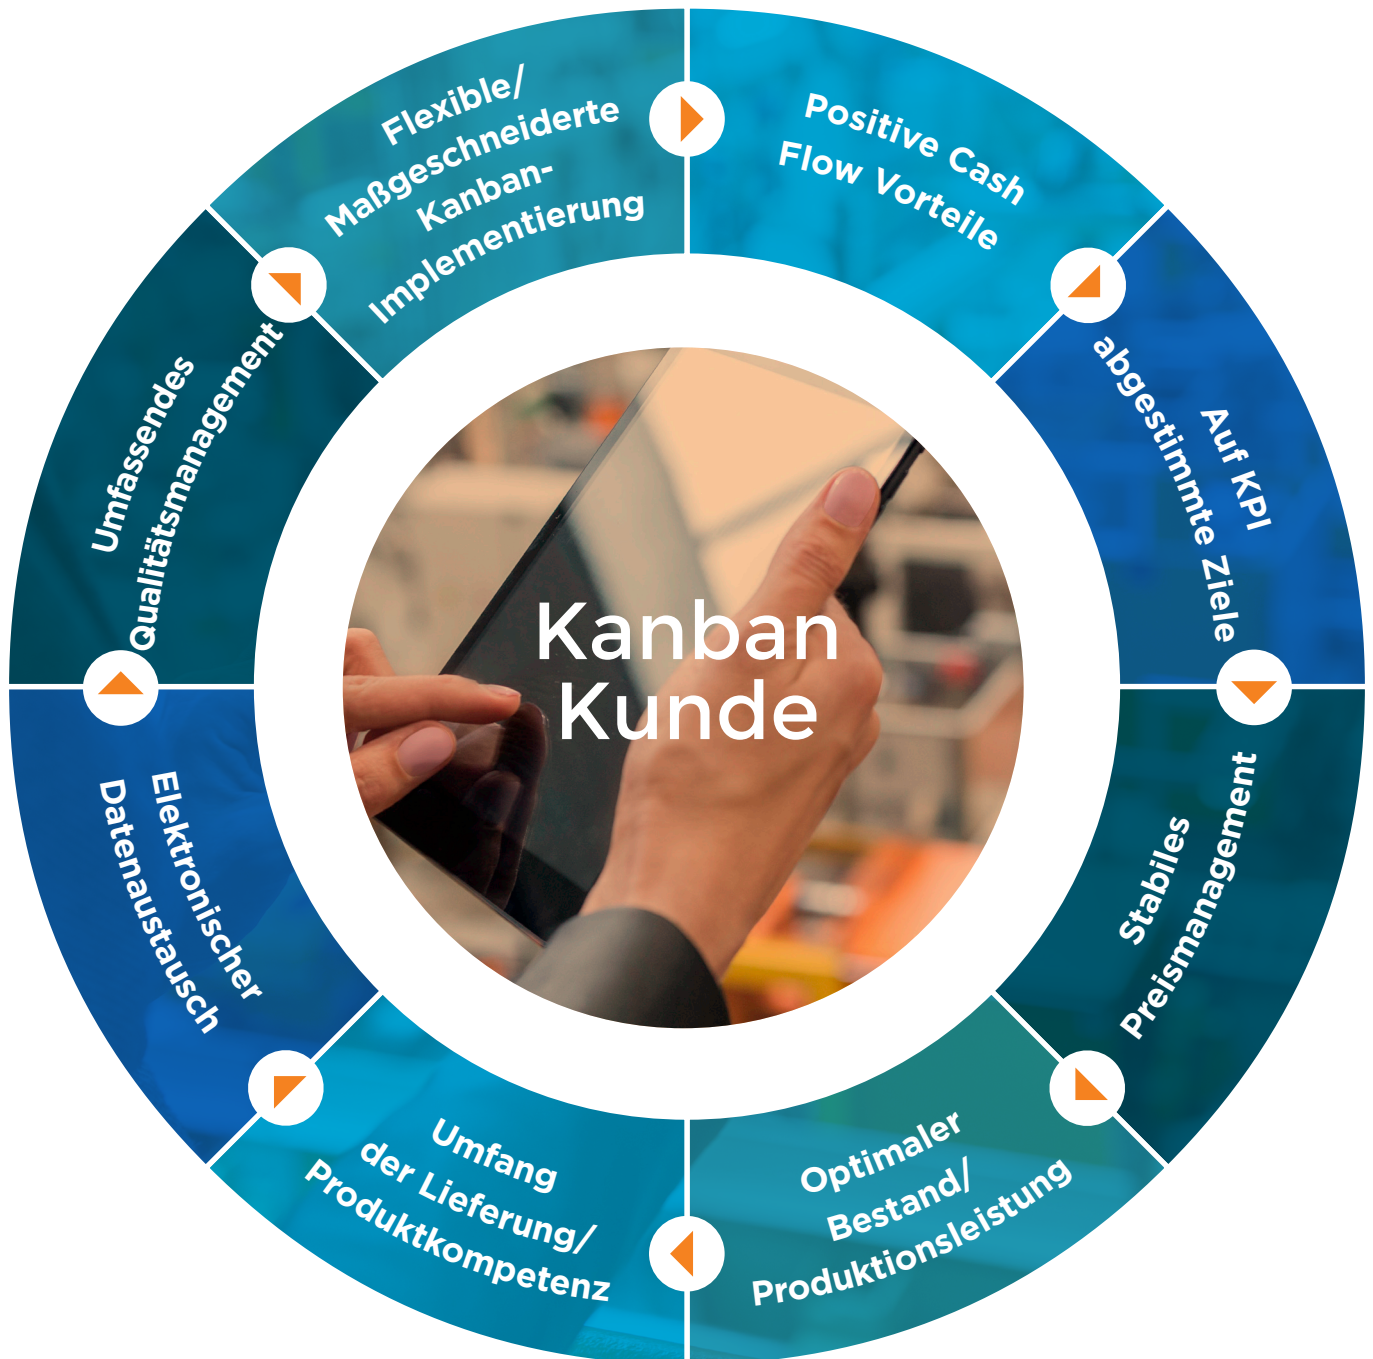 Flexible/
Maßgeschneiderte
Kanban-
Implementierung
Positive Cash
Flow Vorteile
Auf KPI
abgestimmte Ziele
Stabiles
Preismanagement
Optimaler
Bestand/
Produktionsleistung
Umfang
der Lieferung/
Produktkompetenz
Elektronischer
Datenaustausch
Umfassendes
Qualitätsmanagement
Kanban
Kunde